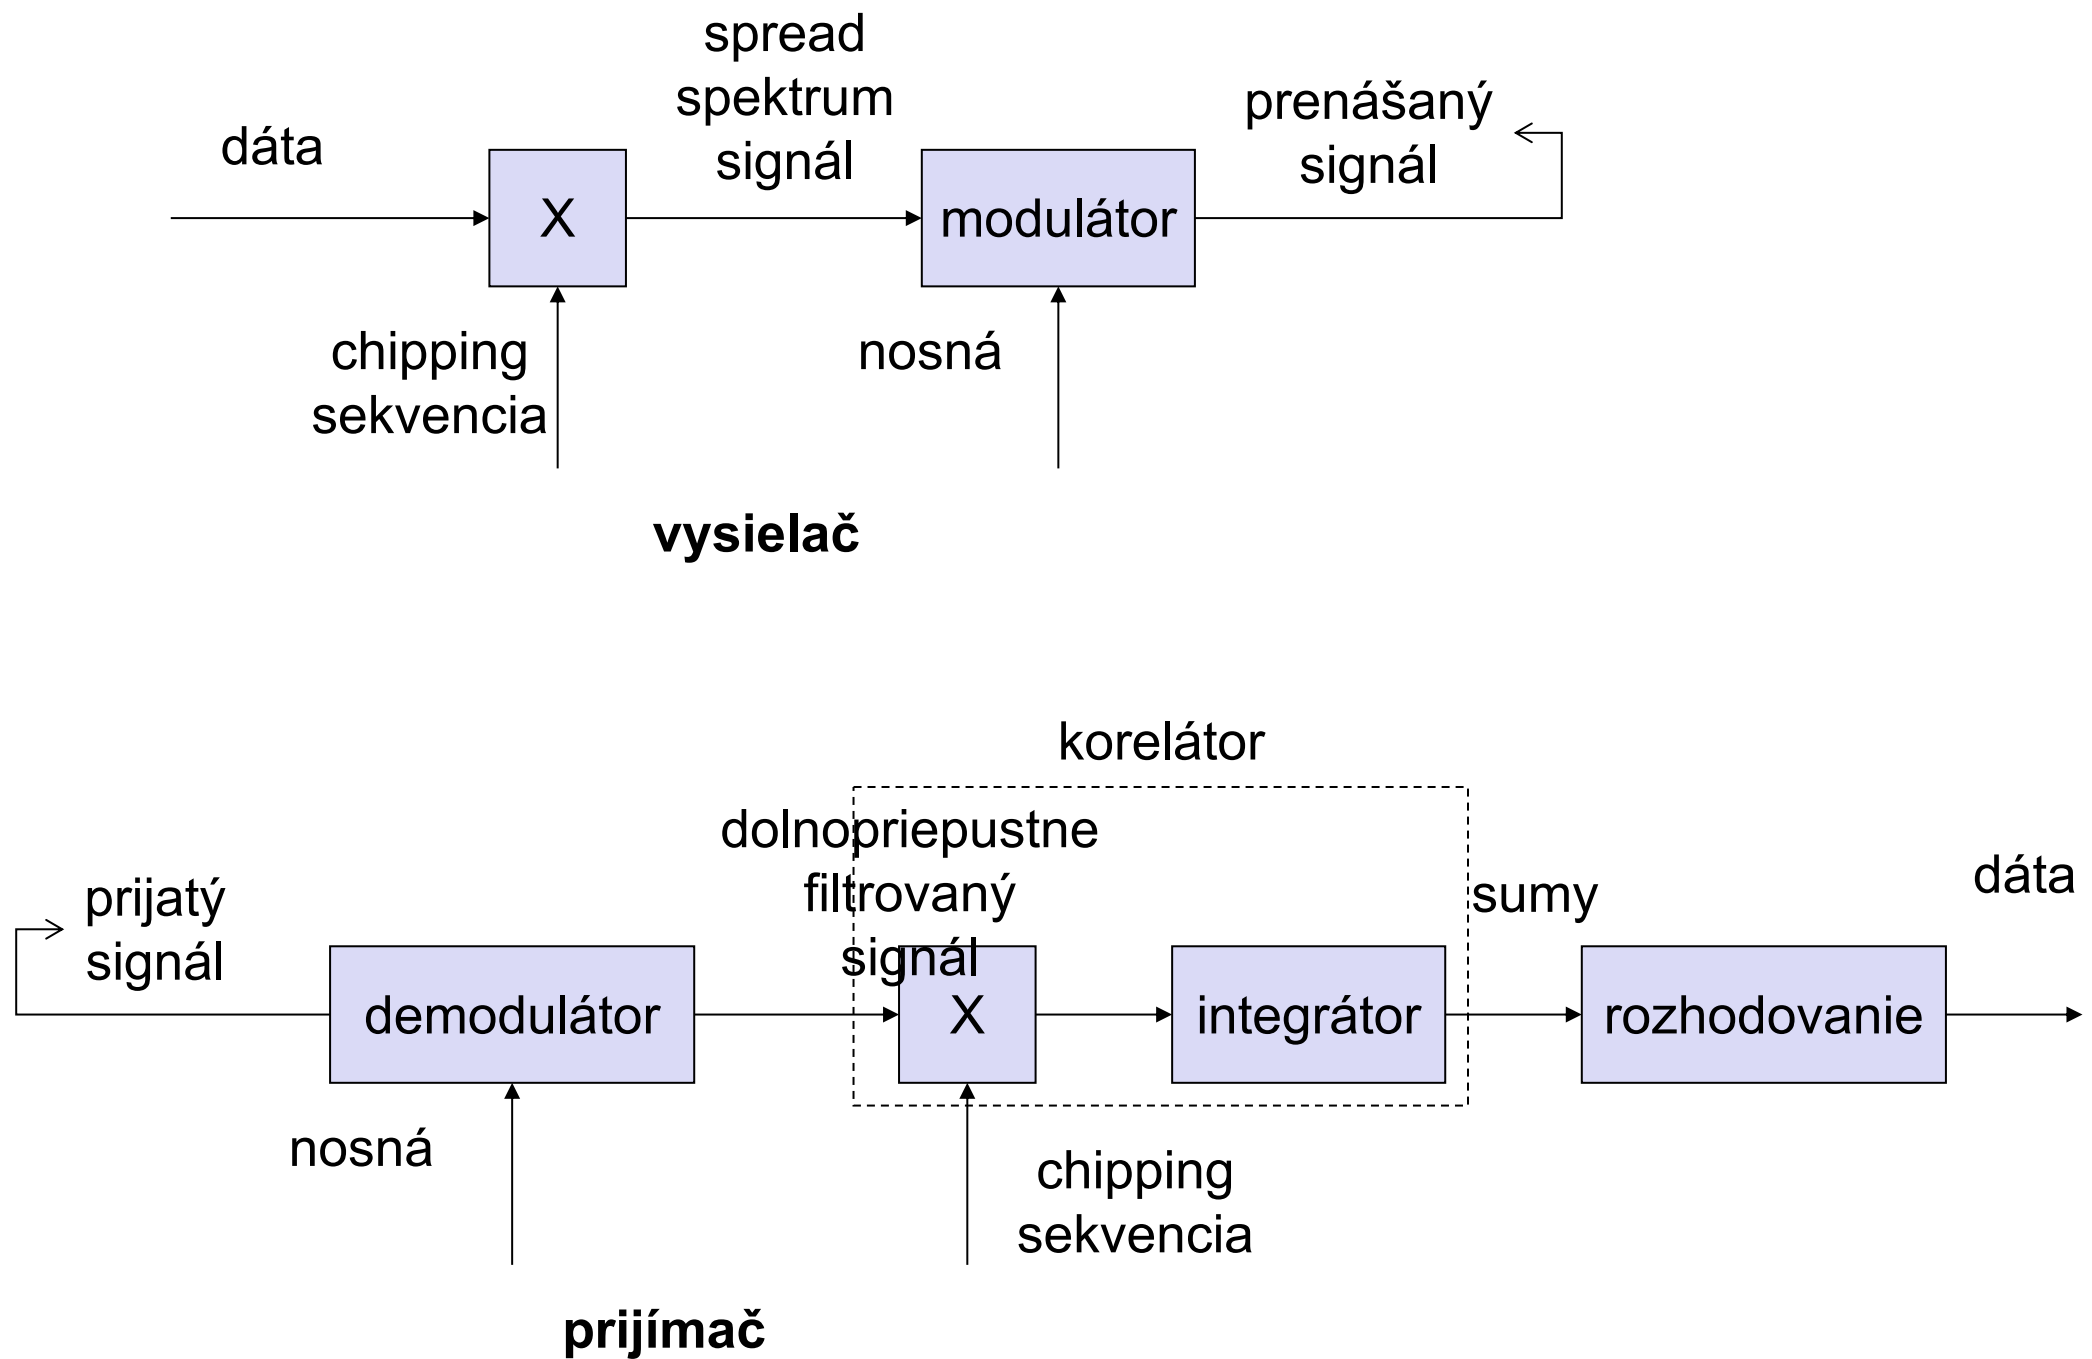 spread
spektrum
signál
prenášaný
signál
dáta
X
modulátor
chipping
sekvencia
nosná
vysielač
korelátor
dolnopriepustne
filtrovaný
signál
sumy
dáta
prijatý
signál
demodulátor
X
integrátor
rozhodovanie
nosná
chipping
sekvencia
prijímač